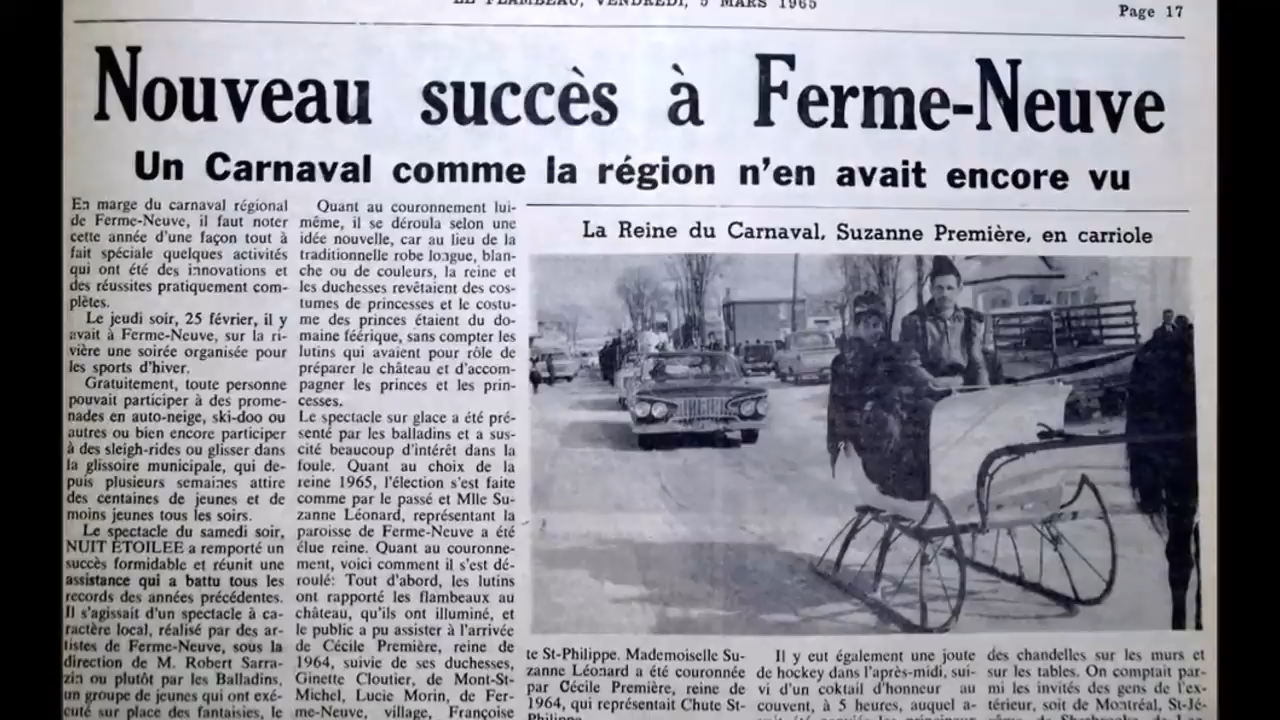 LE FLAMBEAU, VENDREDI, 5 MARS 1965
Page 17
Nouveau succès à Ferme-Neuve
Un Carnaval comme la région n'en avait encore vu
En marge du carnaval régional
de Ferme-Neuve, il faut noter
cette année d'une façon tout à
fait spéciale quelques activités
qui ont été des innovations et
des réussites pratiquement com-
plètes.
Le jeudi soir, 25 février, il y
avait à Ferme-Neuve, sur la ri-
vière une soirée organisée pour
les sports d'hiver.
Gratuitement, toute personne
pouvait participer à des prome-
nades en auto-neige, ski-doo ou
autres ou bien encore participer
à des sleigh-rides ou glisser dans
la glissoire municipale, qui de-
puis plusieurs semaines attire
des centaines de jeunes et de
moins jeunes tous les soirs.
Le spectacle du samedi soir,
NUIT ÉTOILEE a remporté un
succès formidable et réunit une
assistance qui a battu tous les
records des années précédentes.
Il s'agissait d'un spectacle à ca-
ractère local, réalisé par des ar-
tistes de Ferme-Neuve, sous la
direction de M. Robert Sarra-
zin ou plutôt par les Balladins,
un groupe de jeunes qui ont exé-
cuté sur place des fantaisies, le
Quant au couronnement lui-
même, il se déroula selon une
idée nouvelle, car au lieu de la
traditionnelle robe longue, blan-
che ou de couleurs, la reine et
les duchesses revêtaient des cos-
tumes de princesses et le costu-
me des princes étaient du do-
maine féérique, sans compter les
lutins qui avaient pour rôle de
préparer le château et d'accom-
pagner les princes et les prin-
cesses.
Le spectacle sur glace a été pré-
senté par les balladins et a sus-
cité beaucoup d'intérêt dans la
foule. Quant au choix de la
reine 1965, l'élection s'est faite
comme par le passé et Mlle Su-
zanne Léonard, représentant la
paroisse de Ferme-Neuve a été
élue reine. Quant au couronne-
ment, voici comment il s'est dé-
roulé: Tout d'abord, les lutins
ont rapporté les flambeaux au
château, qu'ils ont illuminé, et
le public a pu assister à l'arrivée
de Cécile Première, reine de
1964, suivie de ses duchesses,
Ginette Cloutier, de Mont-St-
Michel, Lucie Morin, de Fer-
me-Neuve, village, Françoise
La Reine du Carnaval, Suzanne Première, en carriole
te St-Philippe. Mademoiselle Su-
zanne Léonard a été couronnée
par Cécile Première, reine de
1964, qui représentait Chute St-
Philippe.
Il y eut également une joute
de hockey dans l'après-midi, sui-
vi d'un coktail d'honneur au
couvent, à 5 heures, auquel a-
des chandelles sur les murs et
sur les tables. On comptait par-
mi les invités des gens de l'ex-
térieur, soit de Montréal, St-Jé-